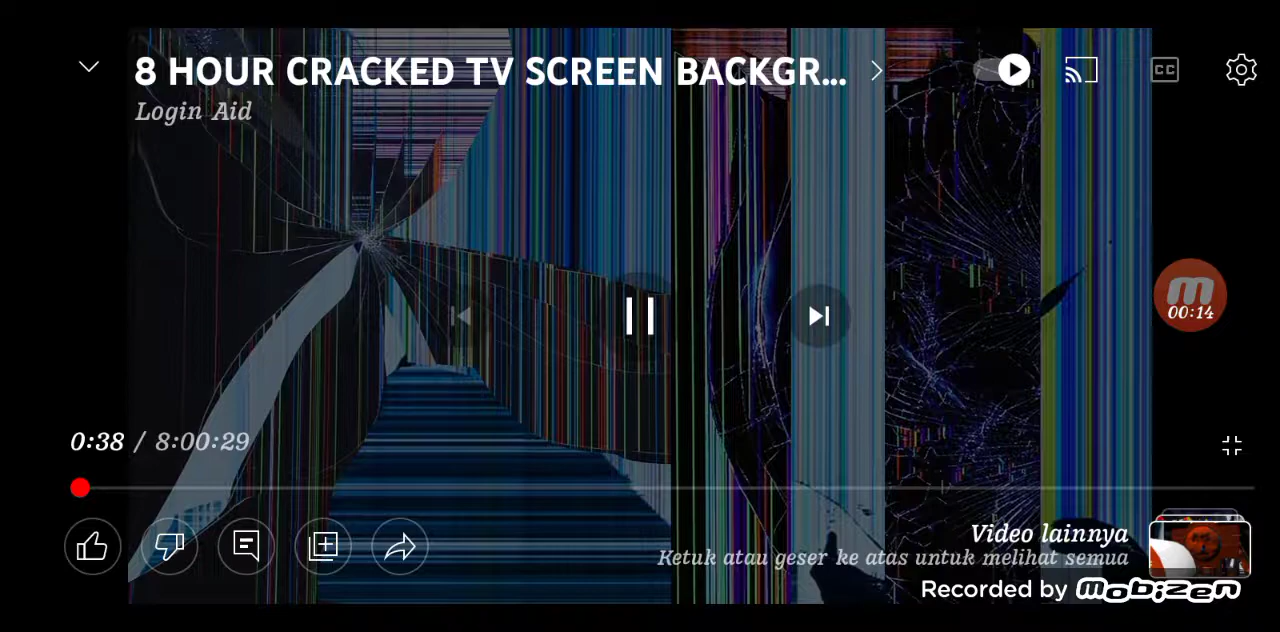 8 HOUR CRACKED TV SCREEN BACKGR...
Login Aid
CC
00:14
0:38 / 8:00:29
Video lainnya
Ketuk atau geser ke atas untuk melihat semua
Recorded by mobizen